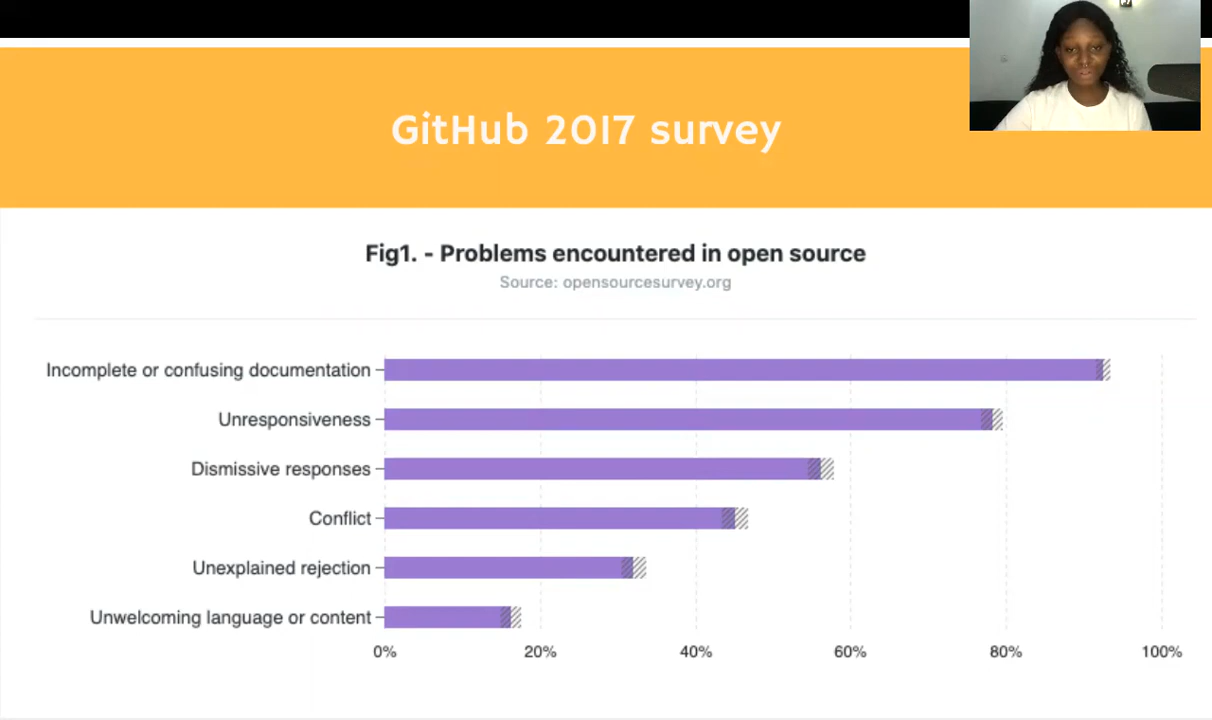 GitHub 2017 survey
Fig1. - Problems encountered in open source
Source: opensourcesurvey.org
Incomplete or confusing documentation
Unresponsiveness
Dismissive responses
Conflict
Unexplained rejection
Unwelcoming language or content
0% 20% 40% 60% 80% 100%